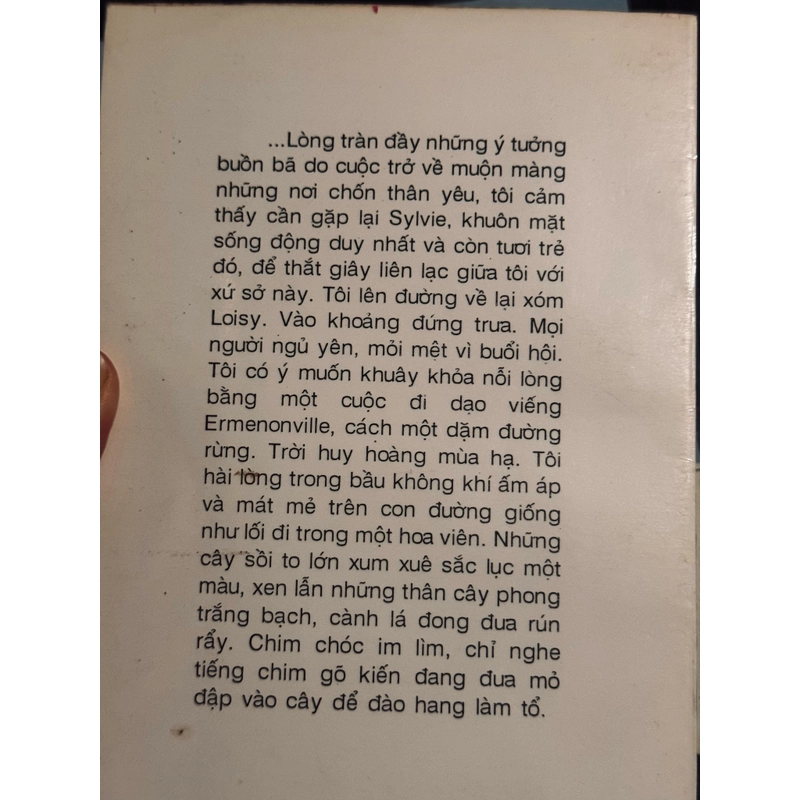 ...Lòng tràn đầy những ý tưởng
buồn bã do cuộc trở về muộn màng
những nơi chốn thân yêu, tôi cảm
thấy cần gặp lại Sylvie, khuôn mặt
sống động duy nhất và còn tươi trẻ
đó, để thắt giây liên lạc giữa tôi với
xứ sở này. Tôi lên đường về lại xóm
Loisy. Vào khoảng đứng trưa. Mọi
người ngủ yên, mỏi mệt vì buổi hội.
Tôi có ý muốn khuây khỏa nỗi lòng
bằng một cuộc đi dạo viếng
Ermenonville, cách một dặm đường
rừng. Trời huy hoàng mùa hạ. Tôi
hài lòng trong bầu không khí ấm áp
và mát mẻ trên con đường giống
như lối đi trong một hoa viên. Những
cây sồi to lớn xum xuê sắc lục một
màu, xen lẫn những thân cây phong
trắng bạch, cành lá đong đưa rún
rẩy. Chim chóc im lìm, chỉ nghe
tiếng chim gõ kiến đang đưa mỏ
đập vào cây để đào hang làm tổ.